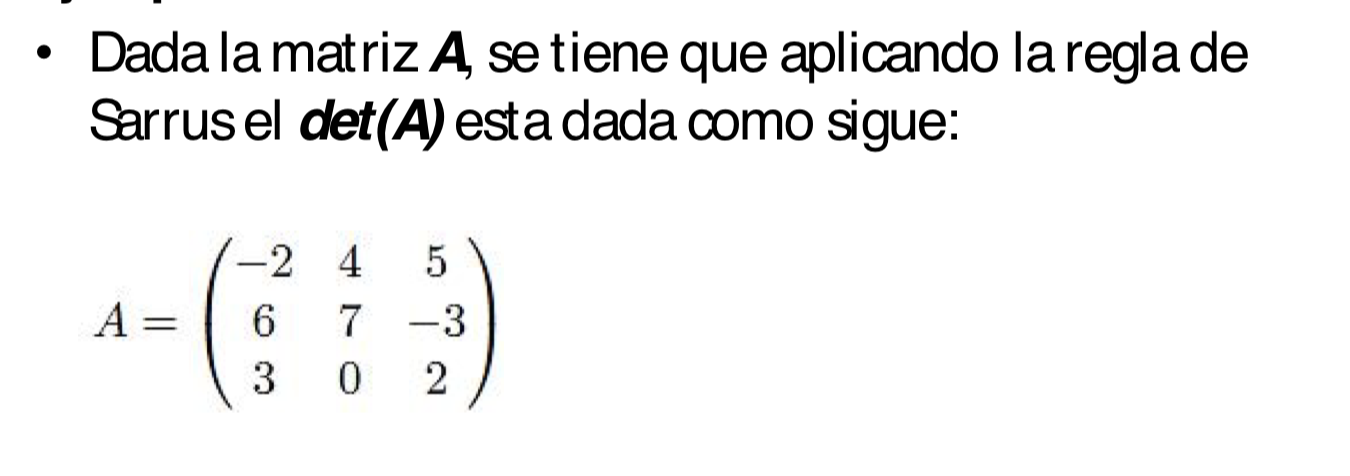 • Dada la matriz A, se tiene que aplicando la regla de
Sarrus el det(A) esta dada como sigue:
A = \begin{pmatrix} -2 & 4 & 5 \\ 6 & 7 & -3 \\ 3 & 0 & 2 \end{pmatrix}